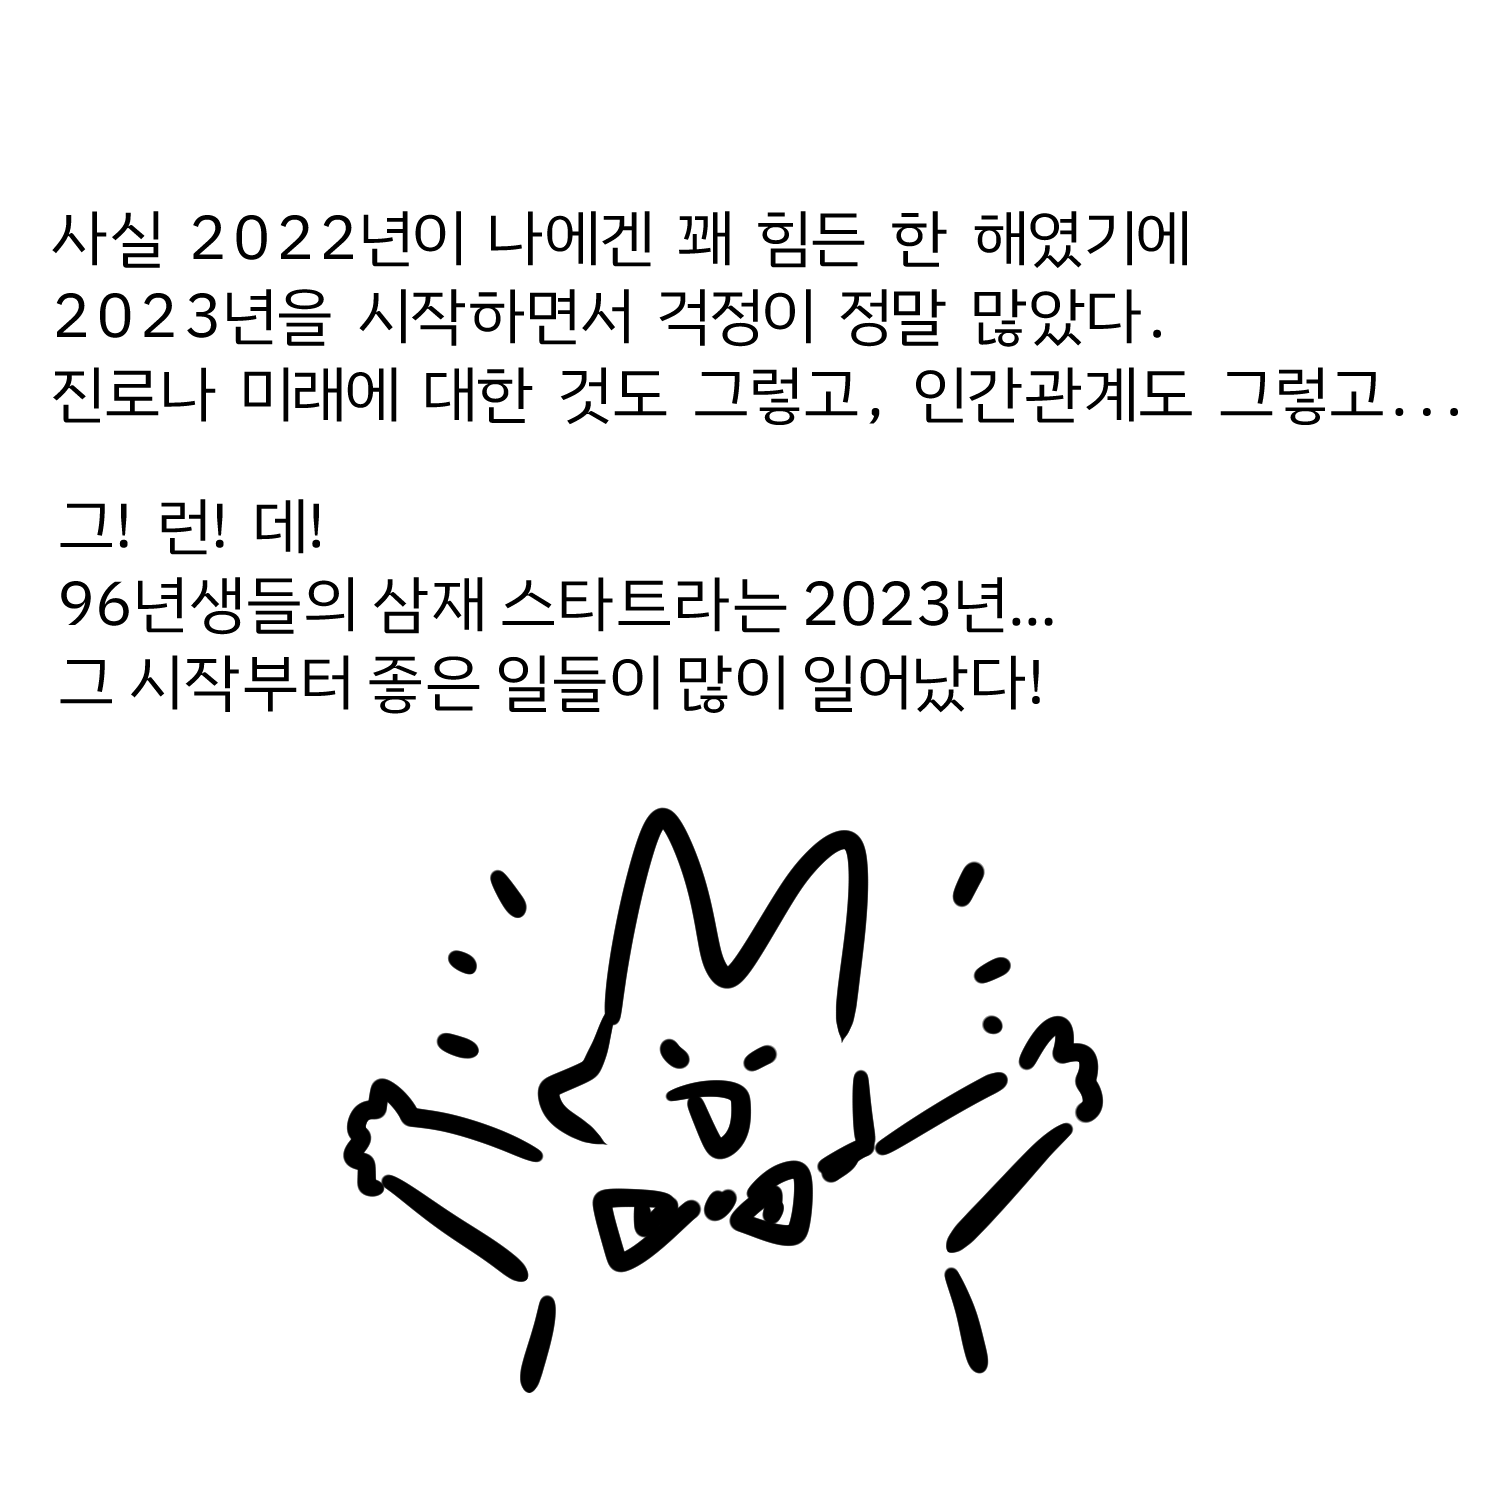 사실 2022년이 나에겐 꽤 힘든 한 해였기에
2023년을 시작하면서 걱정이 정말 많았다.
진로나 미래에 대한 것도 그렇고, 인간관계도 그렇고...
그! 런! 데!
96년생들의 삼재 스타트라는 2023년...
그 시작부터 좋은 일들이 많이 일어났다!